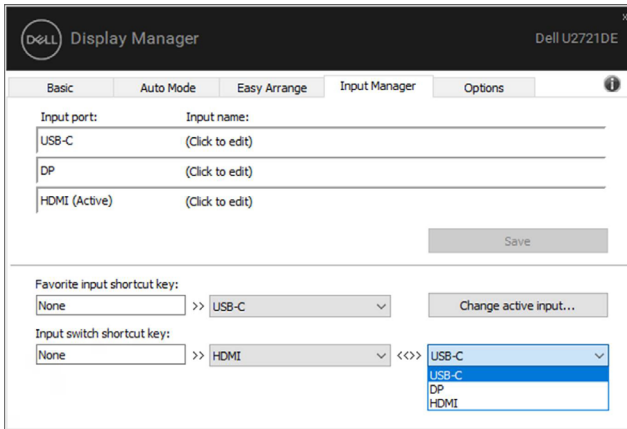 DELL Display Manager Dell U2721DE
Basic Auto Mode Easy Arrange Input Manager Options i
Input port: Input name:
USB-C (Click to edit)
DP (Click to edit)
HDMI (Active) (Click to edit)
Save
Favorite input shortcut key:
None >> USB-C Change active input...
Input switch shortcut key:
None >> HDMI <<>> USB-C
USB-C
DP
HDMI